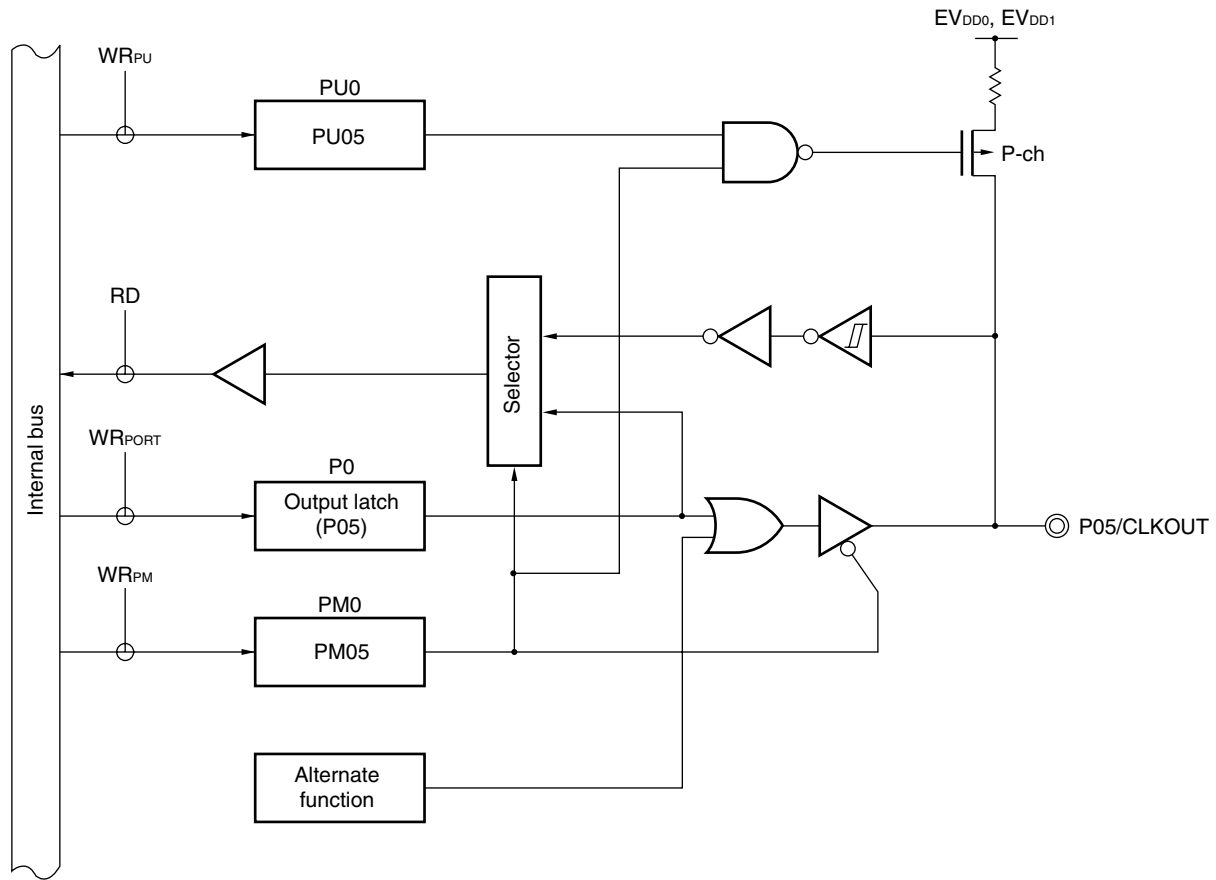 EVDD0, EVDD1
WRPU
PU0
PU05
P-ch
RD
Selector
Internal bus
WRPORT
P0
Output latch
(P05)
P05/CLKOUT
WRPM
PM0
PM05
Alternate
function